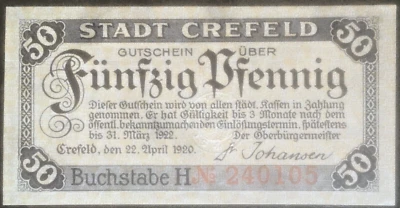 50 STADT CREFELD 50
GUTSCHEIN ÜBER
Fünfzig Pfennig
Dieser Gutschein wird von allen städt. Kassen in Zahlung
genommen. Er hat Gültigkeit bis 3 Monate nach dem
öffentl. bekanntzumachenden Einlösungstermin, spätestens
bis 31. März 1922. Der Oberbürgermeister
Crefeld, den 22. April 1920. Dr Johansen
50 Buchstabe H № 240105 50